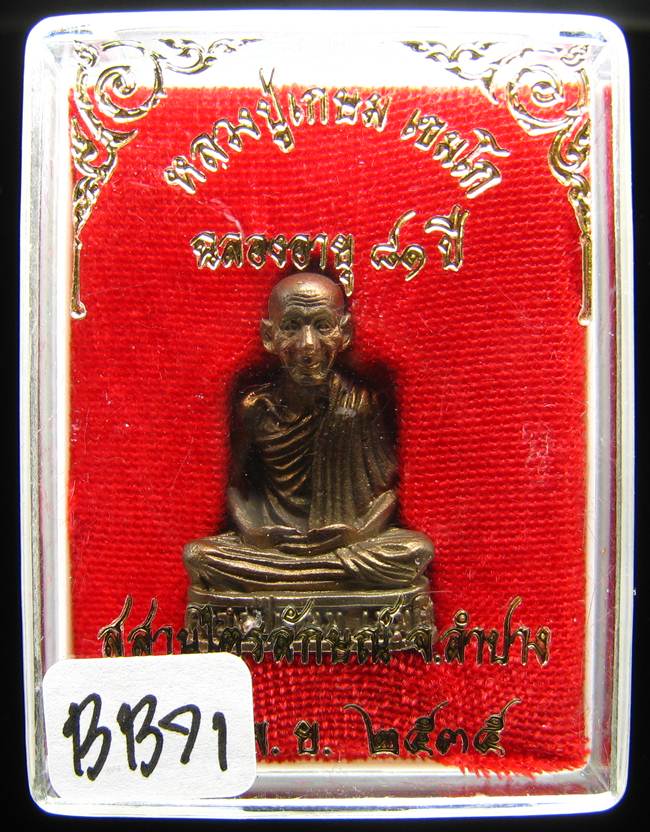 หลวงปู่เกษม เขมโก
ฉลองอายุ ๘๑ ปี
สุสานไตรลักษณ์ จ.ลำปาง
พ.ย. ๒๕๓๕
BB91